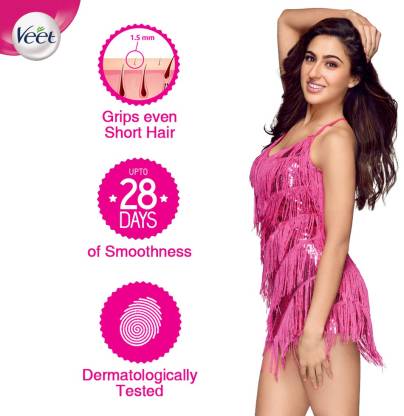 Veet
1.5 mm
Grips even
Short Hair
UPTO
28
DAYS
of Smoothness
Dermatologically
Tested